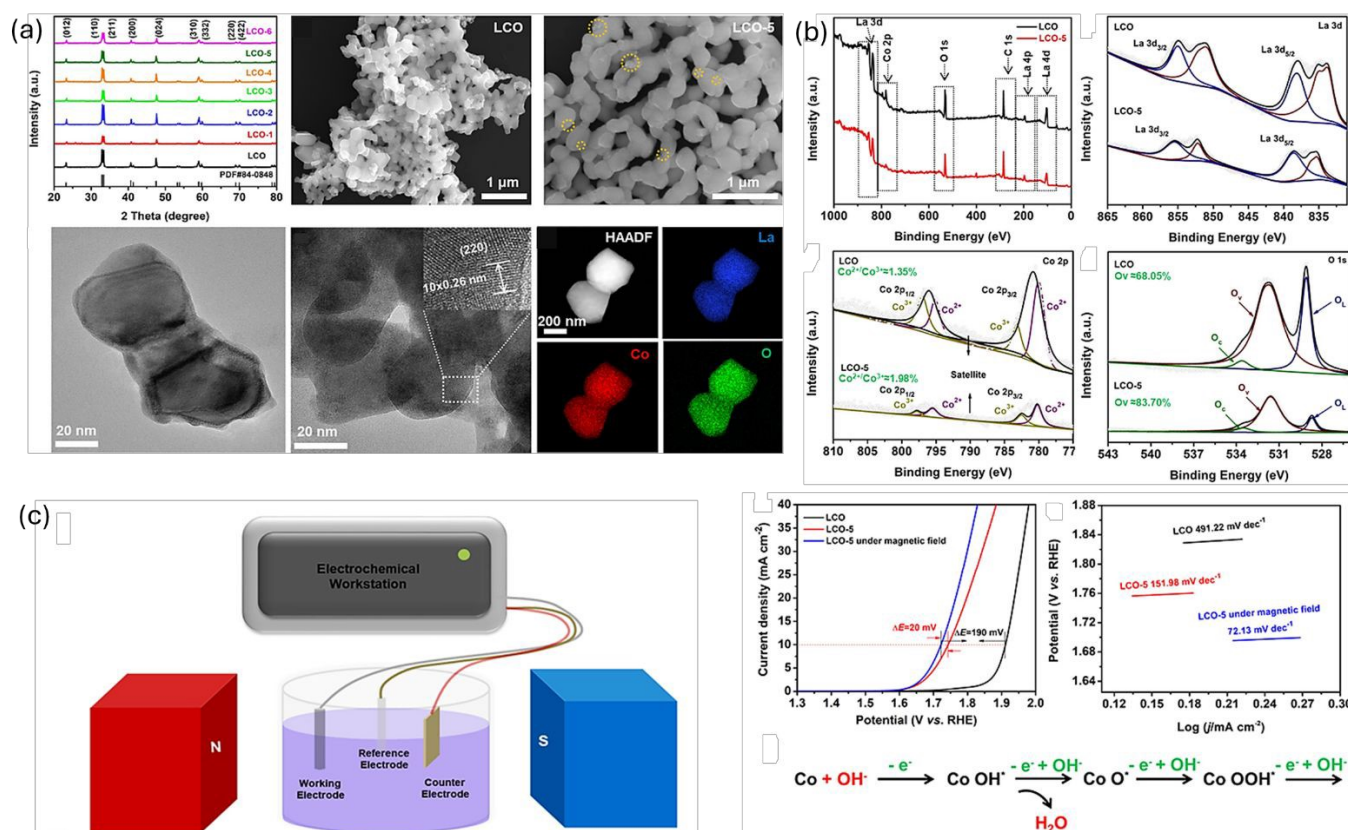 (a)
(012)
(110)
(211)
(200)
(024)
(310)
(332)
(220)
(422)
LCO-6
LCO-5
LCO-4
LCO-3
LCO-2
LCO-1
LCO
PDF#84-0848
Intensity (a.u.)
20 30 40 50 60 70 80
2 Theta (degree)
LCO
1 µm
LCO-5
1 µm
20 nm
(220)
10x0.26 nm
20 nm
HAADF
200 nm
La
Co
O
(b)
La 3d
Co 2p
O 1s
C 1s
La 4p
La 4d
LCO
LCO-5
Intensity (a.u.)
1000 800 600 400 200 0
Binding Energy (eV)
LCO
La 3d
La 3d3/2
La 3d5/2
LCO-5
La 3d3/2
La 3d5/2
Intensity (a.u.)
865 855 850 845 840 835
Binding Energy (eV)
LCO
Co 2p
Co2+/Co3+=1.35%
Co 2p1/2
Co 2p3/2
Co3+
Co2+
Co3+
Co2+
Satellite
LCO-5
Co2+/Co3+=1.98%
Co 2p1/2
Co 2p3/2
Co3+
Co2+
Co3+
Co2+
Intensity (a.u.)
810 800 795 790 785 780 77
Binding Energy (eV)
LCO
O 1s
Ov =68.05%
Ov
OL
Oc
LCO-5
Ov =83.70%
Oc
Ov
OL
Intensity (a.u.)
543 540 537 534 531 528 526
Binding Energy (eV)
(c)
Electrochemical
Workstation
N
S
Reference
Electrode
Working
Electrode
Counter
Electrode
LCO
LCO-5
LCO-5 under magnetic field
ΔE=20 mV
ΔE=190 mV
Current density (mA cm-2)
40
35
30
25
20
15
10
5
0
1.3 1.4 1.5 1.6 1.7 1.8 1.9 2.0
Potential (V vs. RHE)
LCO 491.22 mV dec-1
LCO-5 151.98 mV dec-1
LCO-5 under magnetic field
72.13 mV dec-1
Potential (V vs. RHE)
1.88
1.84
1.80
1.76
1.72
1.68
1.64
0.12 0.15 0.18 0.21 0.24 0.27 0.30
Log (j/mA cm-2)
Co + OH- - e- Co OH* - e- + OH- Co O* - e- + OH- Co OOH* - e- + OH-
H2O